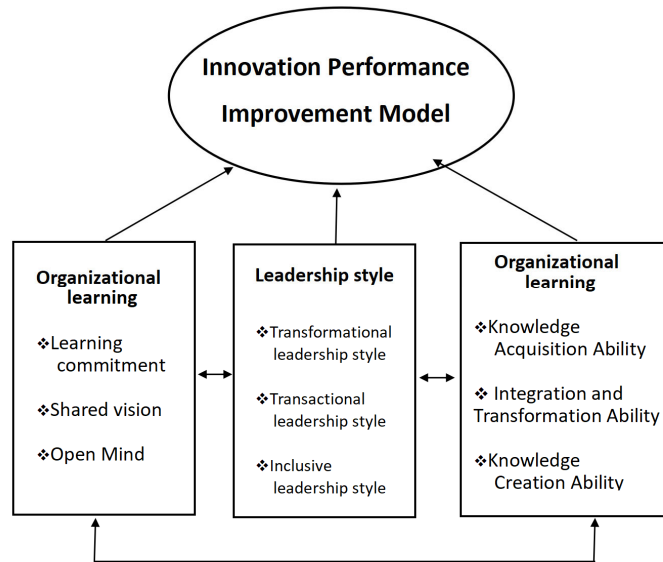 Innovation Performance
Improvement Model
Organizational
learning
❖Learning
commitment
❖Shared vision
❖Open Mind
Leadership style
❖Transformational
leadership style
❖Transactional
leadership style
❖Inclusive
leadership style
Organizational
learning
❖Knowledge
Acquisition Ability
❖ Integration and
Transformation Ability
❖Knowledge
Creation Ability